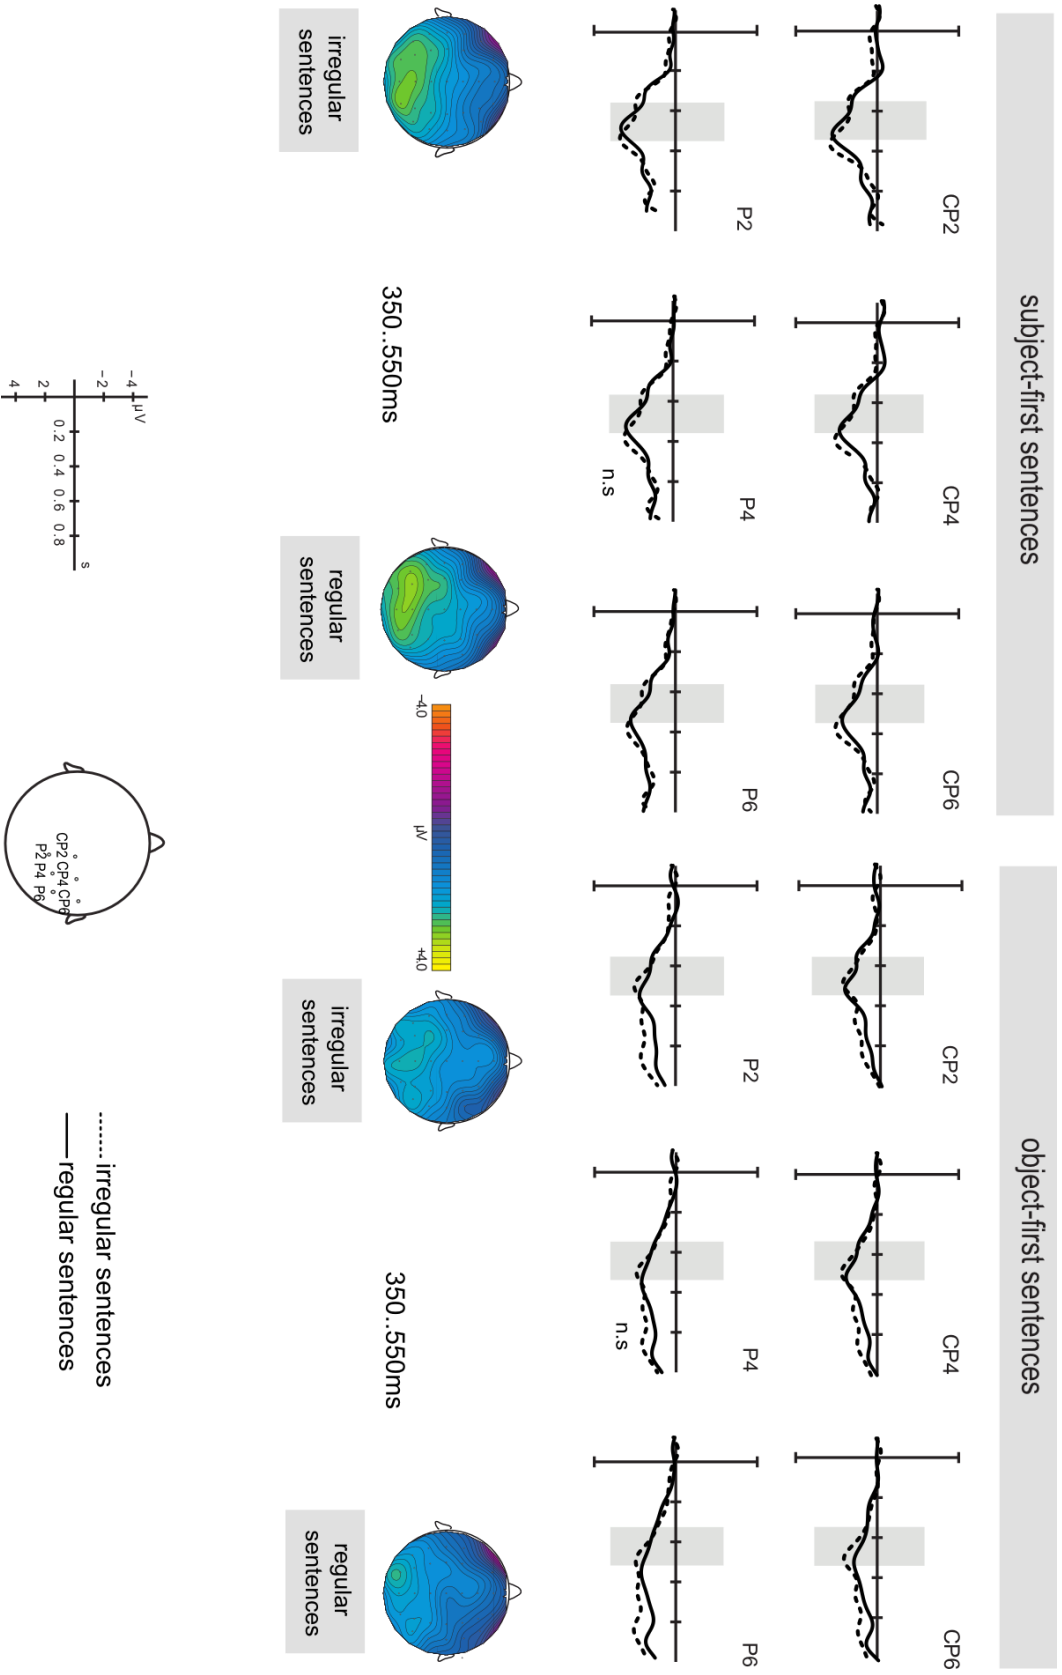 subject-first sentences
object-first sentences
CP2
CP4
CP6
CP2
CP4
CP6
P2
P4
P6
P2
P4
P6
n.s
n.s
350..550ms
350..550ms
irregular
sentences
regular
sentences
-4.0
µV
+4.0
irregular
sentences
regular
sentences
-4
µV
-2
2
4
0.2 0.4 0.6 0.8
s
CP2 CP4 CP6
P2 P4 P6
irregular sentences
regular sentences